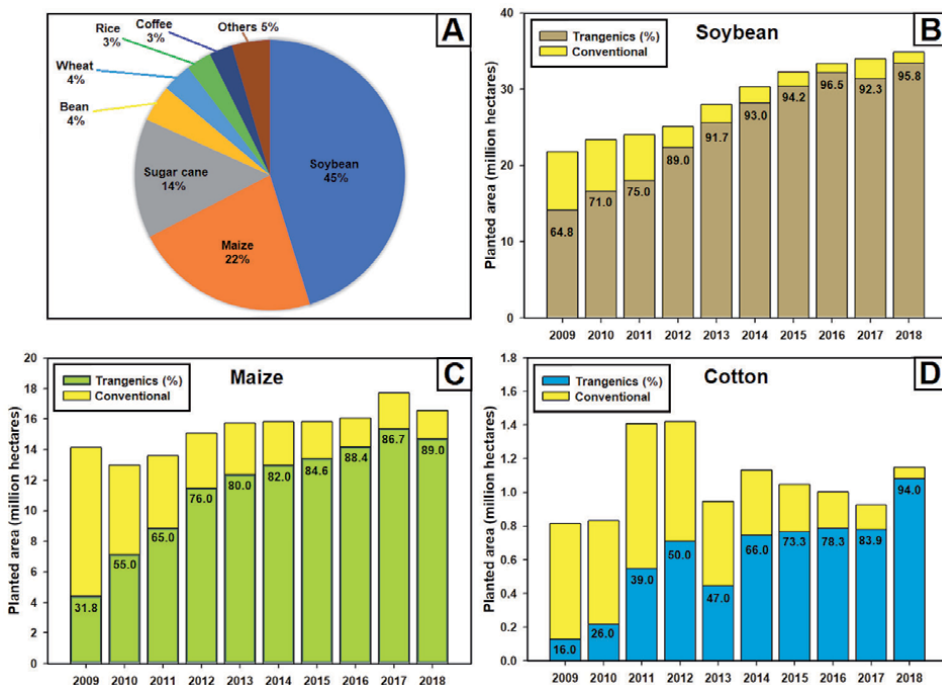 A
Coffee
3%
Others 5%
Rice
3%
Wheat
4%
Bean
4%
Sugar cane
14%
Soybean
45%
Maize
22%
B
Soybean
Trangenics (%)
Conventional
Planted area (million hectares)
40
30
20
10
0
64.8
71.0
75.0
89.0
91.7
93.0
94.2
96.5
92.3
95.8
2009 2010 2011 2012 2013 2014 2015 2016 2017 2018
C
Maize
Trangenics (%)
Conventional
Planted area (million hectares)
20
18
16
14
12
10
8
6
4
2
0
31.8
55.0
65.0
76.0
80.0
82.0
84.6
88.4
86.7
89.0
2009 2010 2011 2012 2013 2014 2015 2016 2017 2018
D
Cotton
Trangenics (%)
Conventional
Planted area (million hectares)
1.8
1.6
1.4
1.2
1.0
0.8
0.6
0.4
0.2
0.0
16.0
26.0
39.0
50.0
47.0
66.0
73.3
78.3
83.9
94.0
2009 2010 2011 2012 2013 2014 2015 2016 2017 2018